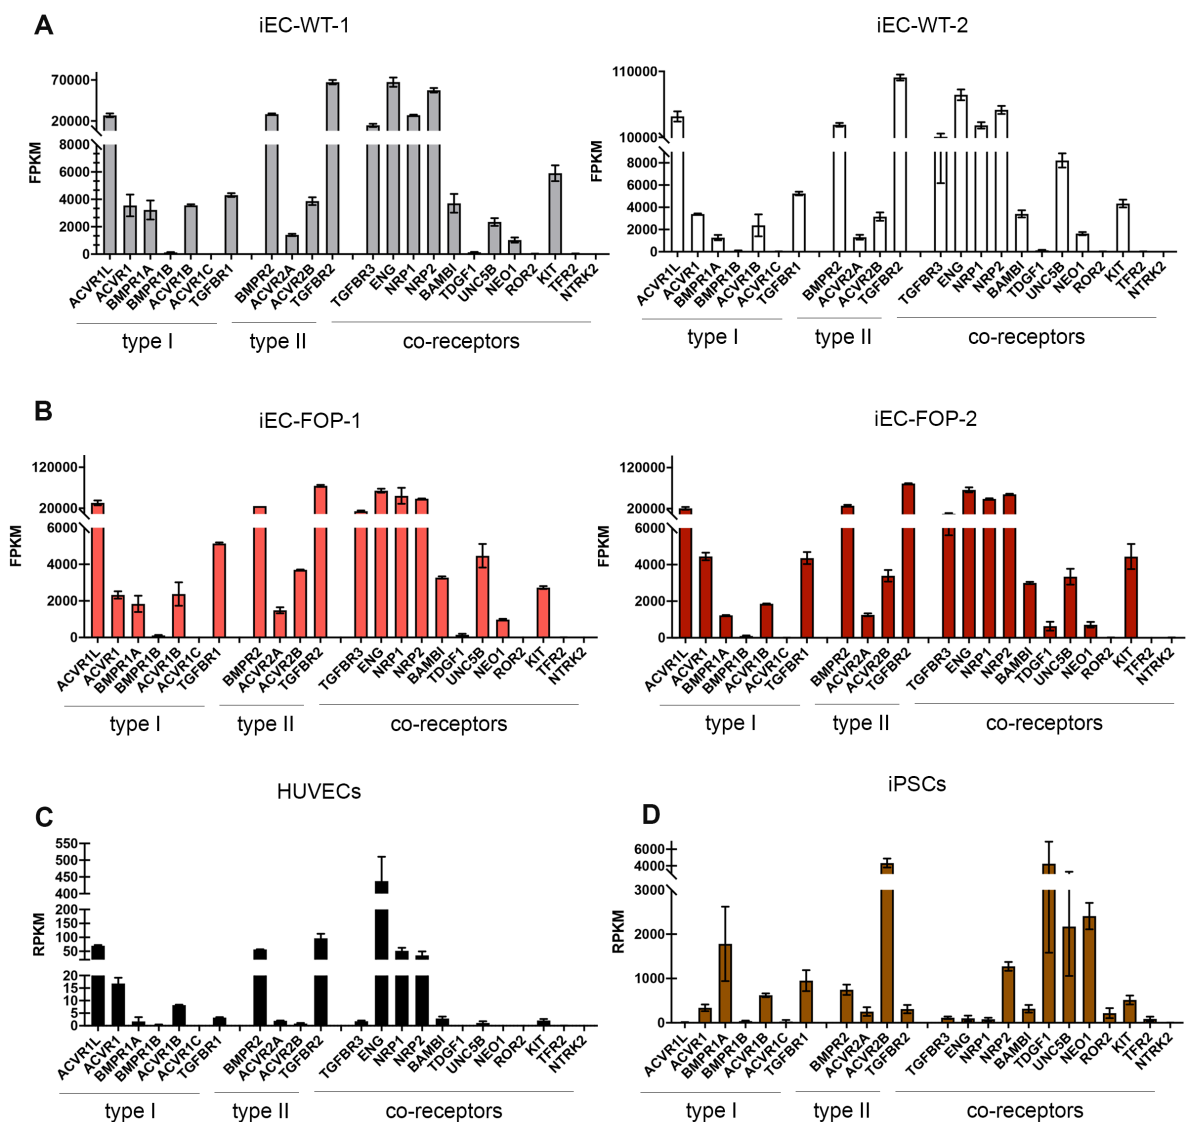 A
iEC-WT-1
iEC-WT-2
FPKM
70000
20000
8000
6000
4000
2000
0
ACVR1L
ACVR1
BMPR1A
BMPR1B
ACVR1B
ACVR1C
TGFBR1
BMPR2
ACVR2A
ACVR2B
TGFBR2
TGFBR3
ENG
NRP1
NRP2
BAMBI
TDGF1
UNC5B
NEO1
ROR2
KIT
TFR2
NTRK2
type I
type II
co-receptors
FPKM
110000
10000
8000
6000
4000
2000
0
ACVR1L
ACVR1
BMPR1A
BMPR1B
ACVR1B
ACVR1C
TGFBR1
BMPR2
ACVR2A
ACVR2B
TGFBR2
TGFBR3
ENG
NRP1
NRP2
BAMBI
TDGF1
UNC5B
NEO1
ROR2
KIT
TFR2
NTRK2
type I
type II
co-receptors
B
iEC-FOP-1
iEC-FOP-2
FPKM
120000
20000
6000
4000
2000
0
ACVR1L
ACVR1
BMPR1A
BMPR1B
ACVR1B
ACVR1C
TGFBR1
BMPR2
ACVR2A
ACVR2B
TGFBR2
TGFBR3
ENG
NRP1
NRP2
BAMBI
TDGF1
UNC5B
NEO1
ROR2
KIT
TFR2
NTRK2
type I
type II
co-receptors
FPKM
120000
20000
6000
4000
2000
0
ACVR1L
ACVR1
BMPR1A
BMPR1B
ACVR1B
ACVR1C
TGFBR1
BMPR2
ACVR2A
ACVR2B
TGFBR2
TGFBR3
ENG
NRP1
NRP2
BAMBI
TDGF1
UNC5B
NEO1
ROR2
KIT
TFR2
NTRK2
type I
type II
co-receptors
C
HUVECs
RPKM
550
500
450
400
200
150
100
50
20
15
10
5
0
ACVR1L
ACVR1
BMPR1A
BMPR1B
ACVR1B
ACVR1C
TGFBR1
BMPR2
ACVR2A
ACVR2B
TGFBR2
TGFBR3
ENG
NRP1
NRP2
BAMBI
TDGF1
UNC5B
NEO1
ROR2
KIT
TFR2
NTRK2
type I
type II
co-receptors
D
iPSCs
RPKM
6000
4000
3000
2000
1000
0
ACVR1L
ACVR1
BMPR1A
BMPR1B
ACVR1B
ACVR1C
TGFBR1
BMPR2
ACVR2A
ACVR2B
TGFBR2
TGFBR3
ENG
NRP1
NRP2
BAMBI
TDGF1
UNC5B
NEO1
ROR2
KIT
TFR2
NTRK2
type I
type II
co-receptors